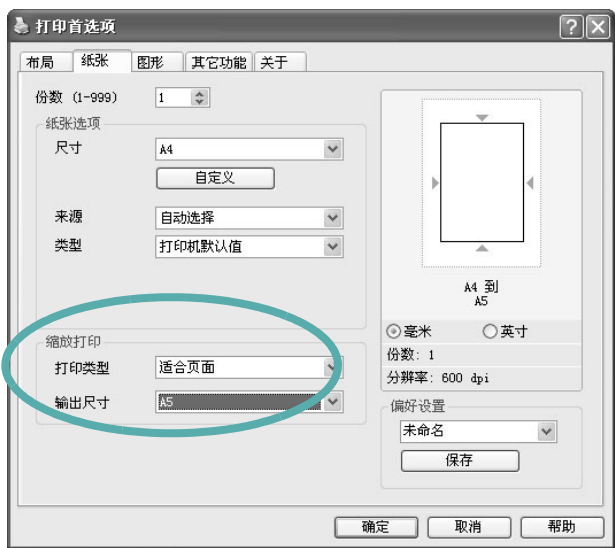 打印首选项
布局 纸张 图形 其它功能 关于
份数 (1-999) 1
纸张选项
尺寸 A4
自定义
来源 自动选择
类型 打印机默认值
缩放打印
打印类型 适合页面
输出尺寸 A5
A4 到
A5
毫米 英寸
份数: 1
分辨率: 600 dpi
偏好设置
未命名
保存
确定 取消 帮助